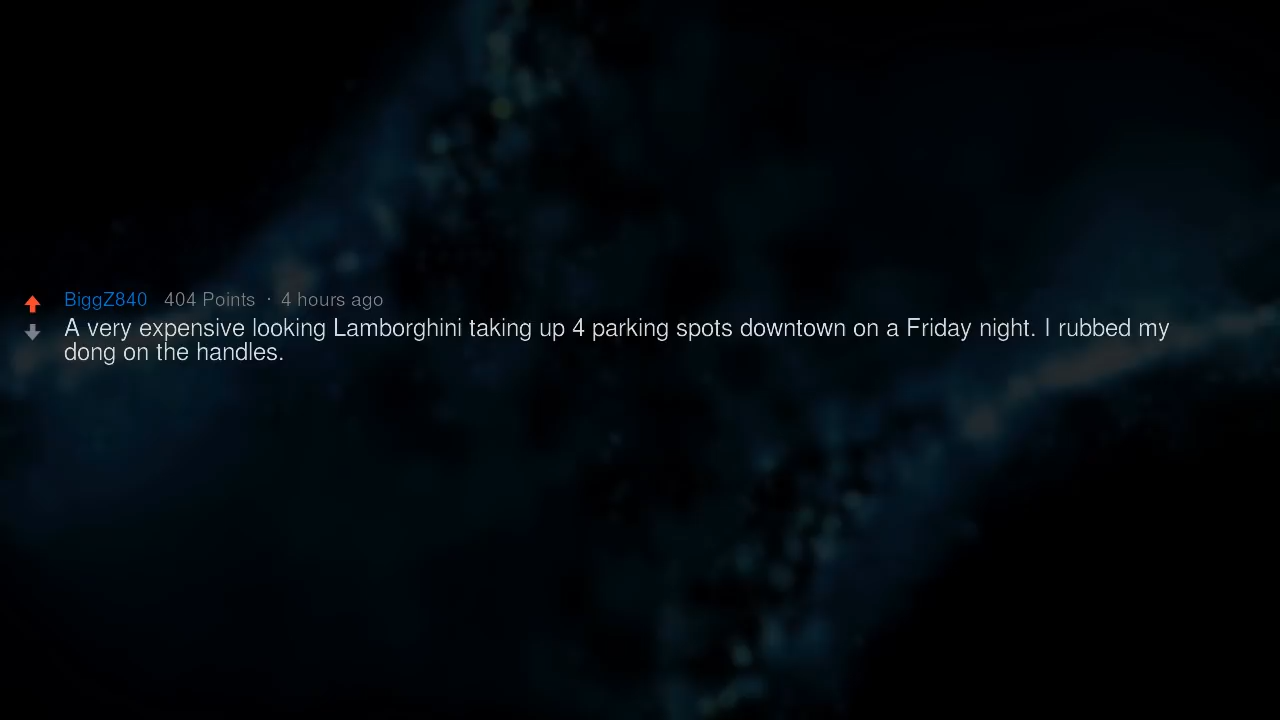 BiggZ840 404 Points · 4 hours ago
A very expensive looking Lamborghini taking up 4 parking spots downtown on a Friday night. I rubbed my
dong on the handles.